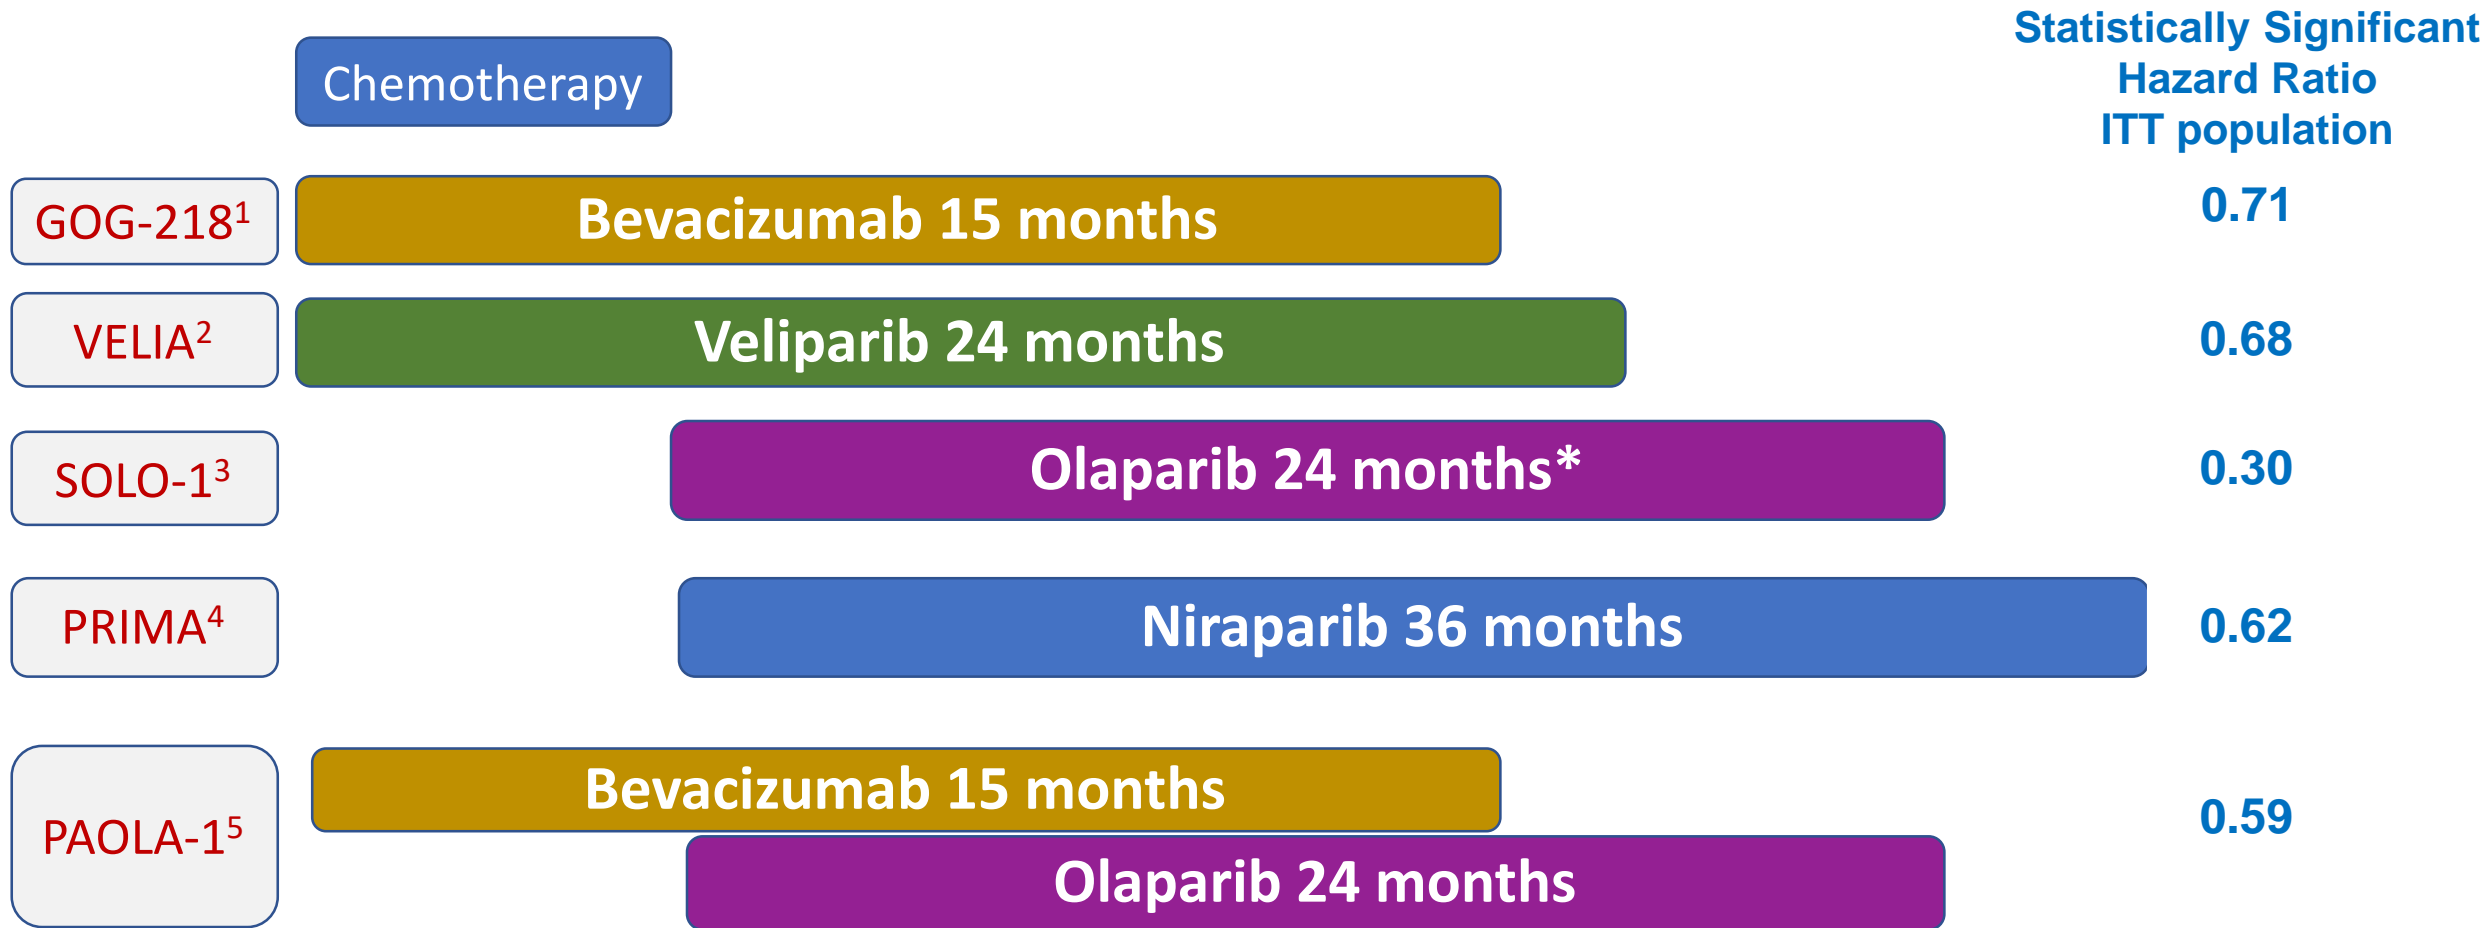 Statistically Significant
Hazard Ratio
ITT population
Chemotherapy
GOG-218¹
Bevacizumab 15 months
0.71
VELIA²
Veliparib 24 months
0.68
SOLO-1³
Olaparib 24 months*
0.30
PRIMA⁴
Niraparib 36 months
0.62
PAOLA-1⁵
Bevacizumab 15 months
0.59
Olaparib 24 months